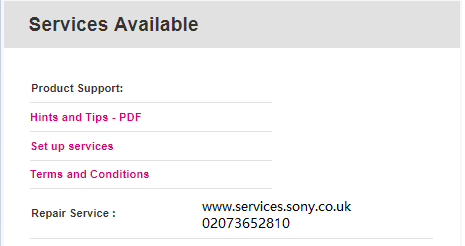 Services Available
Product Support:
Hints and Tips - PDF
Set up services
Terms and Conditions
Repair Service :
www.services.sony.co.uk
02073652810